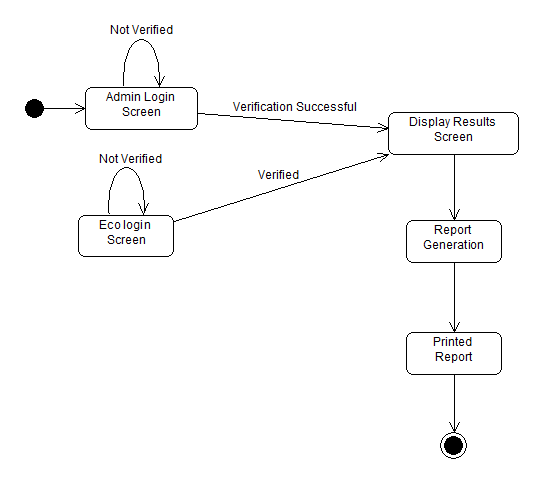 Not Verified
Admin Login
Screen
Verification Successful
Display Results
Screen
Not Verified
Verified
Eco login
Screen
Report
Generation
Printed
Report